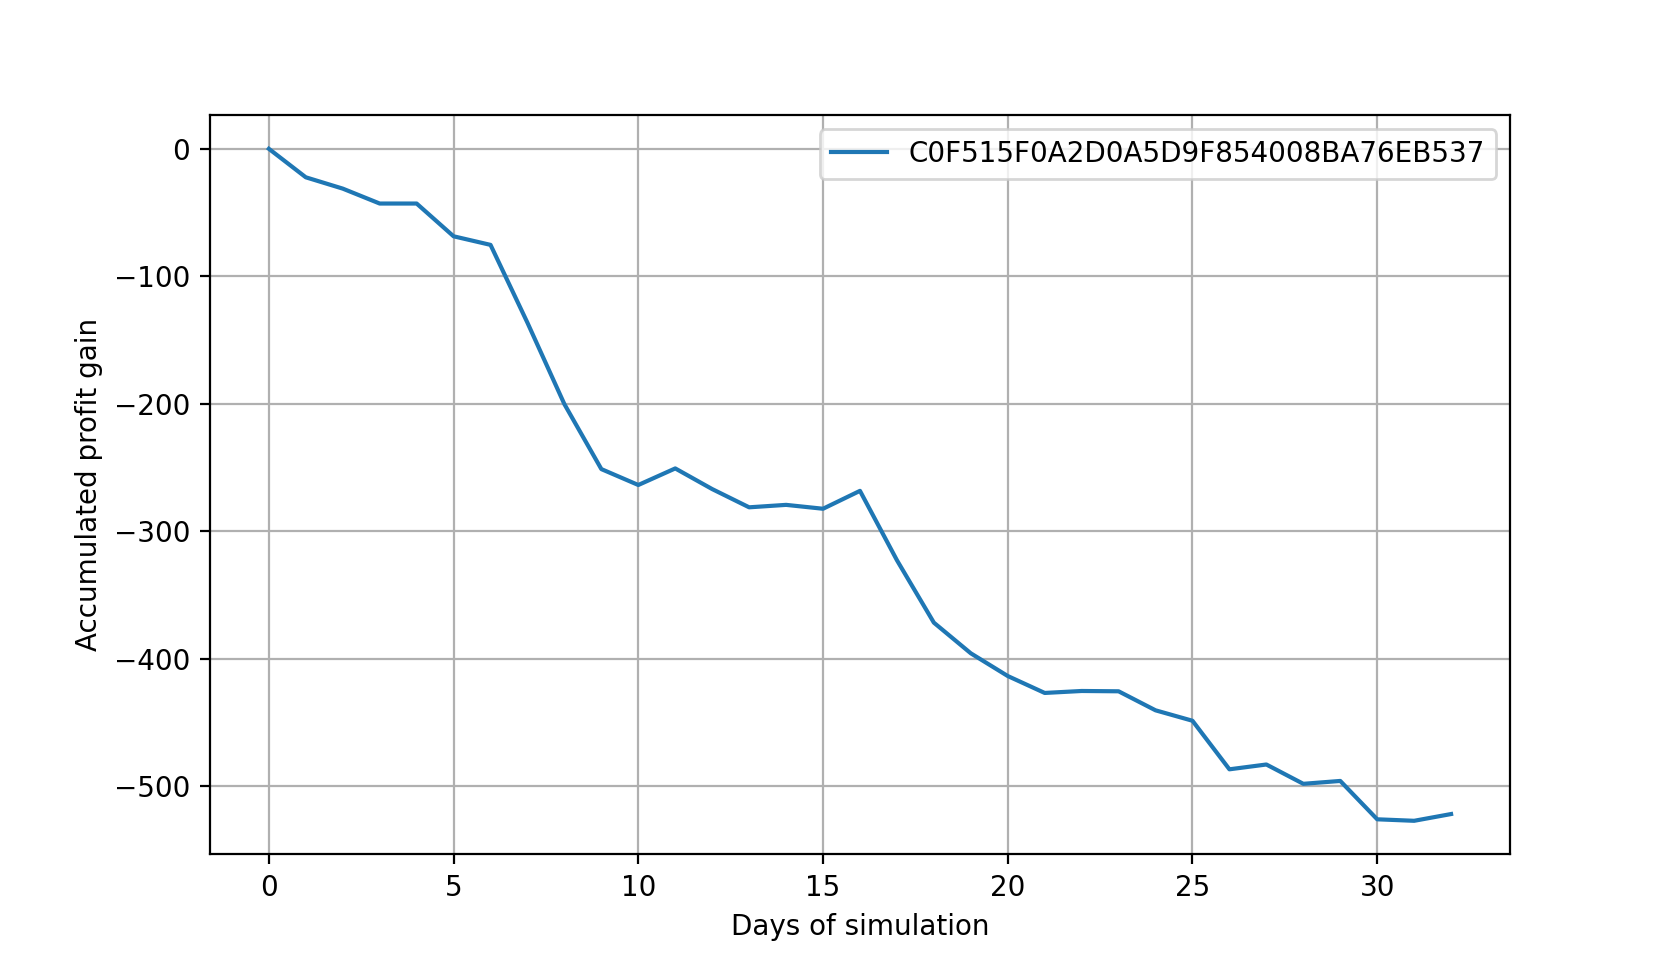 C0F515F0A2D0A5D9F854008BA76EB537
0
−100
−200
−300
−400
−500
Accumulated profit gain
0 5 10 15 20 25 30
Days of simulation